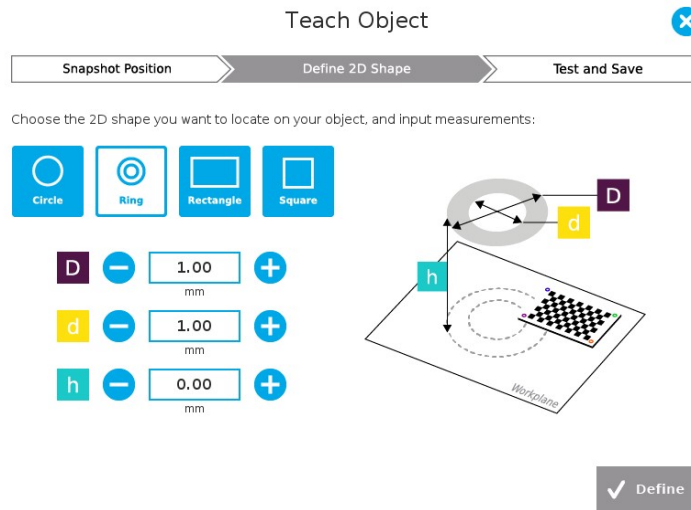 Teach Object
Snapshot Position
Define 2D Shape
Test and Save
Choose the 2D shape you want to locate on your object, and input measurements:
Circle
Ring
Rectangle
Square
D
1.00
mm
d
1.00
mm
h
0.00
mm
D
d
h
Workplane
Define